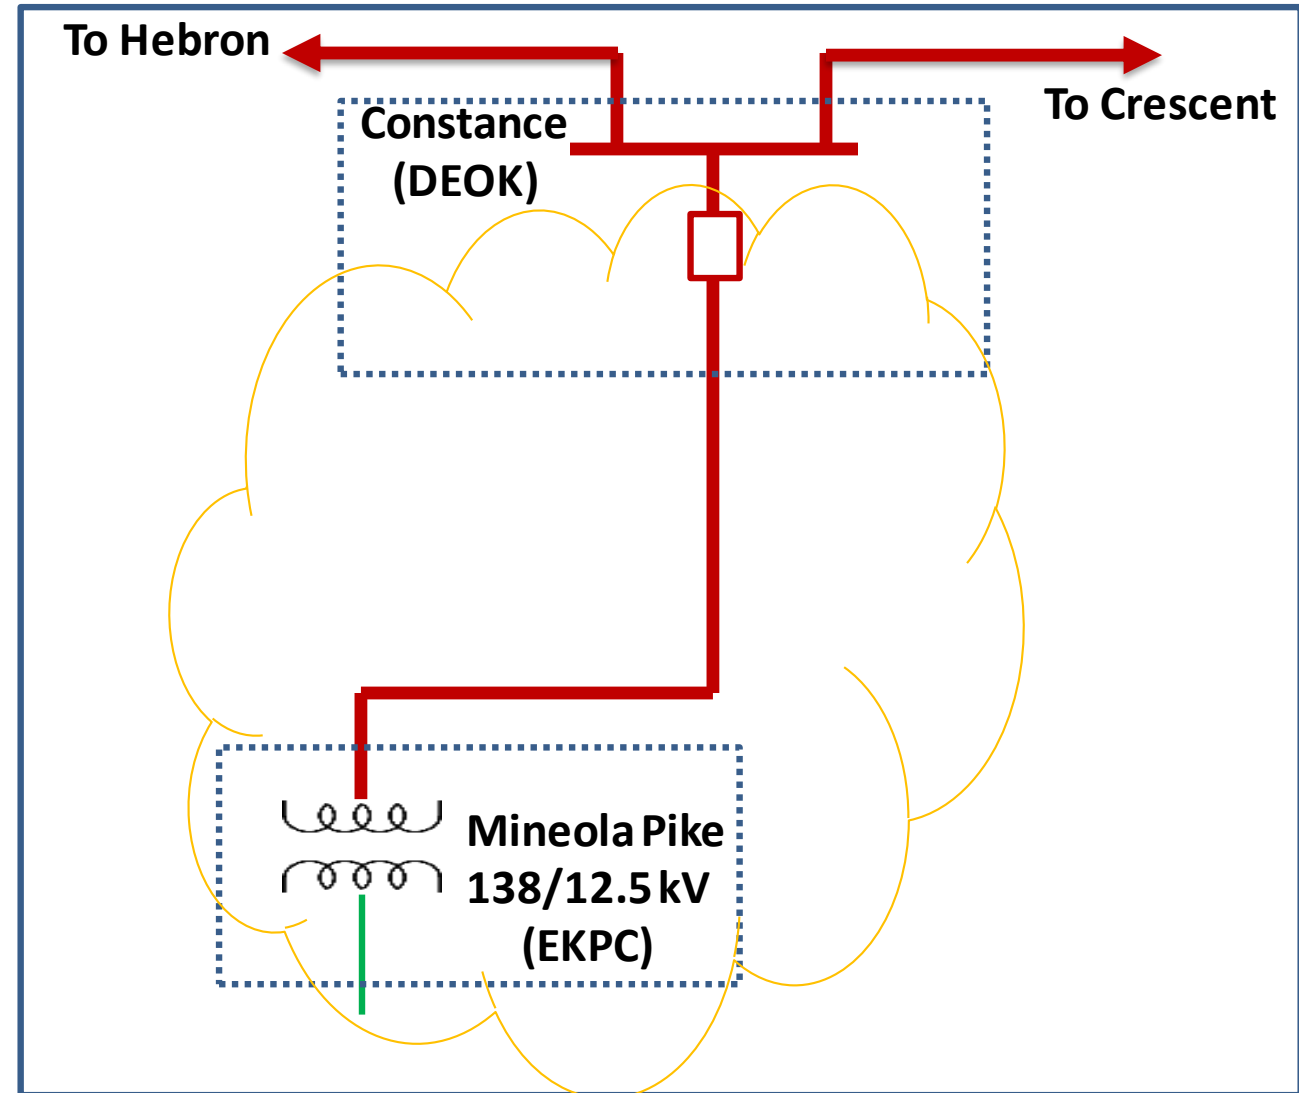 To Hebron
To Crescent
Constance
(DEOK)
Mineola Pike
138/12.5 kV
(EKPC)